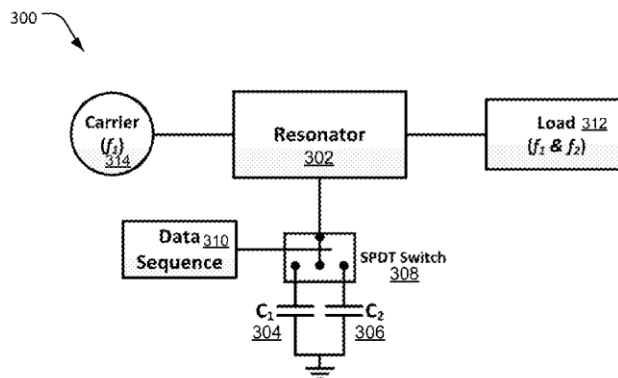 300
Carrier
(f₁)
314
Resonator
302
Load 312
(f₁ & f₂)
Data 310
Sequence
SPDT Switch
308
C₁
304
C₂
306